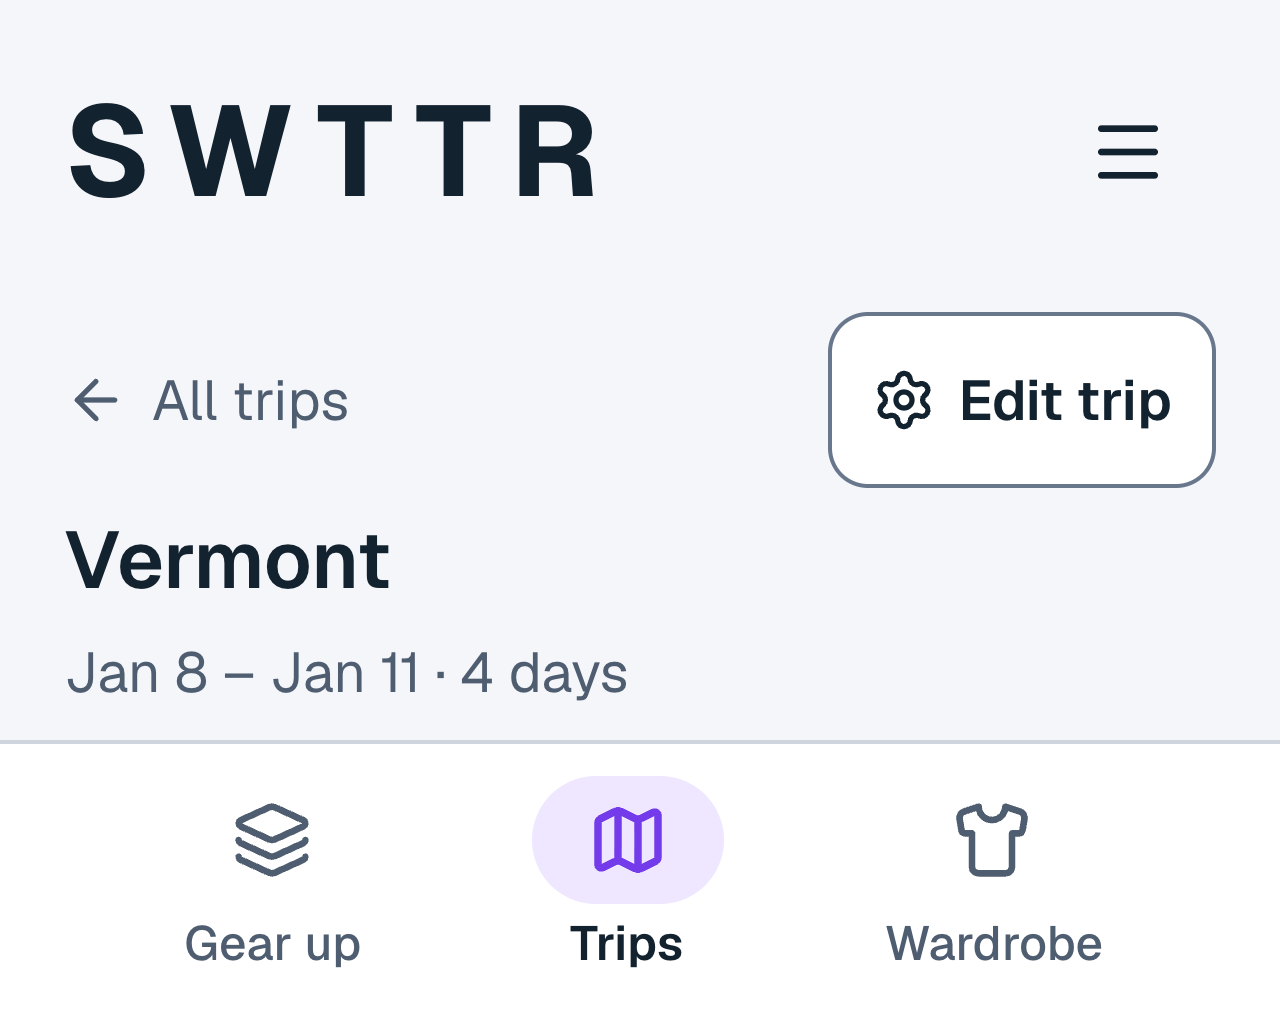 SWTTR
All trips
Edit trip
Vermont
Jan 8 – Jan 11 · 4 days
Gear up
Trips
Wardrobe